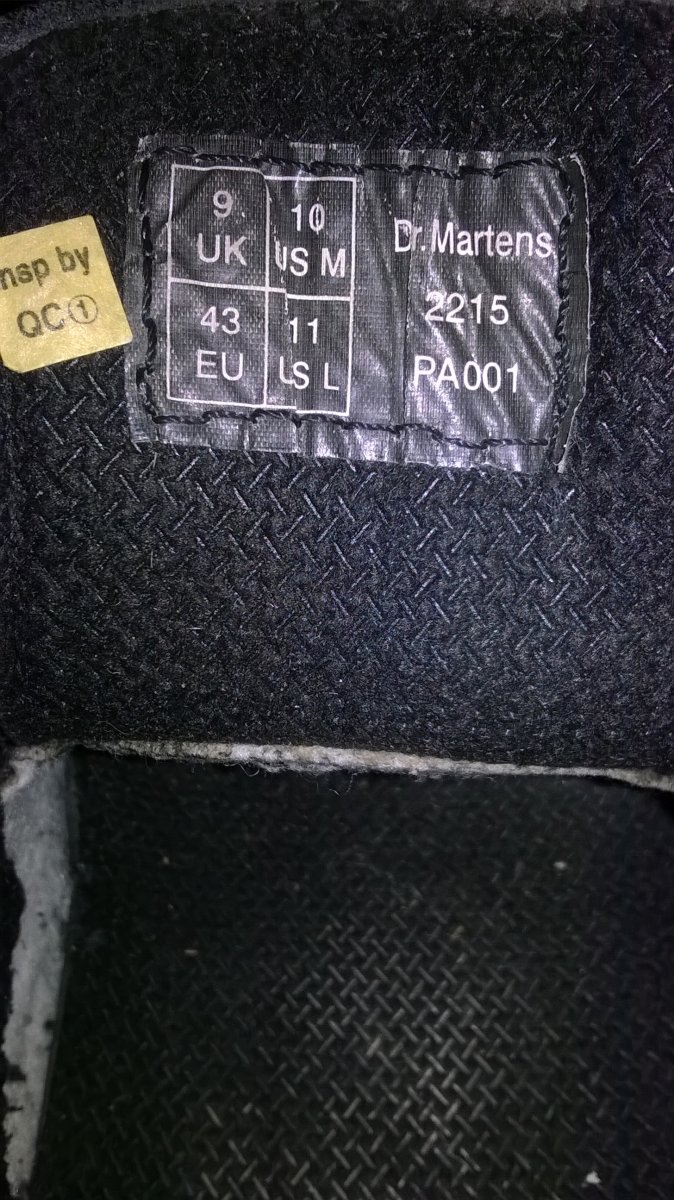 nsp by
QC①
9
UK
10
US M
43
EU
11
US L
Dr.Martens
2215
PA001